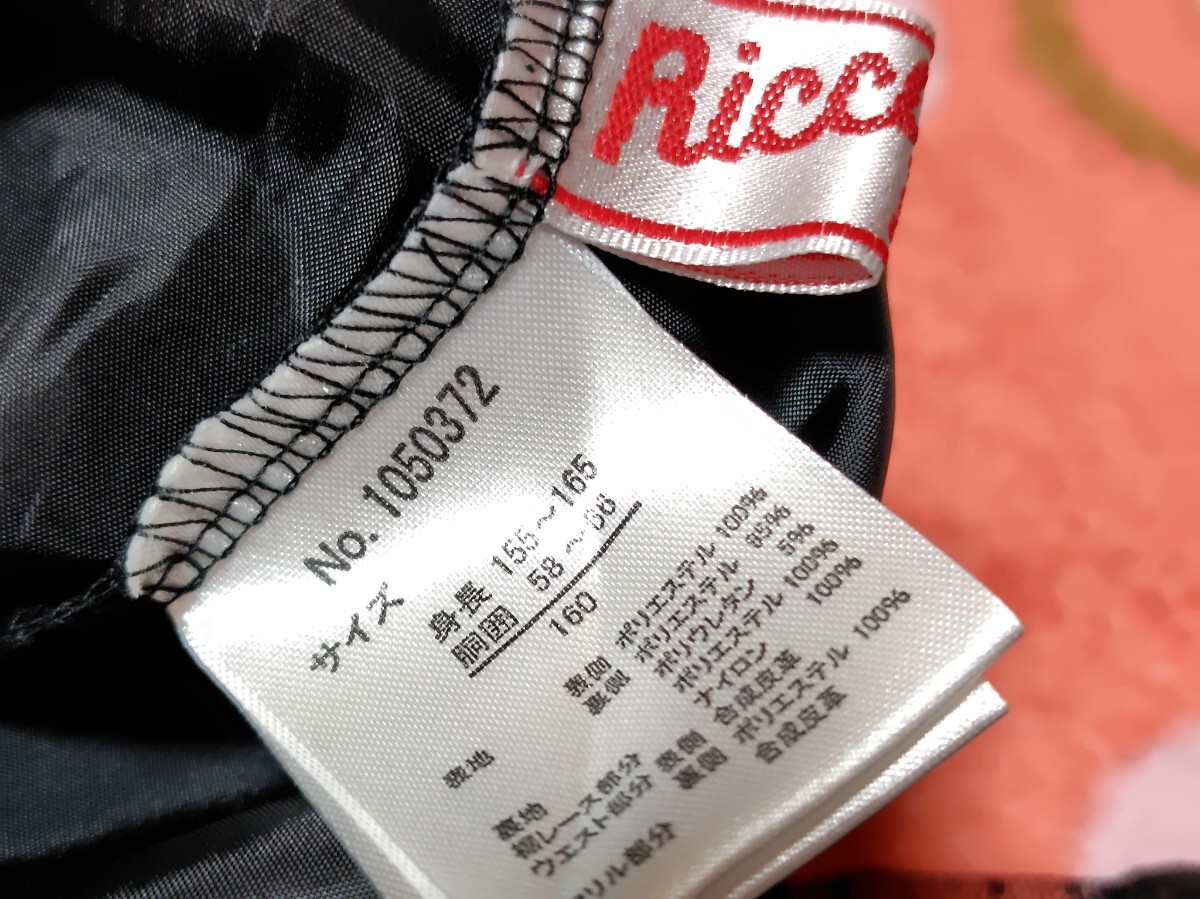 Ricc
No. 1050372
サイズ
身長 155～165
胴囲 58～66
160
表地 表側 ポリエステル 100%
裏側 ポリエステル 95%
ポリウレタン 5%
裏地 ポリエステル 100%
裾レース部分 ナイロン 100%
ウエスト部分 表側 合成皮革
裏側 ポリエステル 100%
リル部分 合成皮革